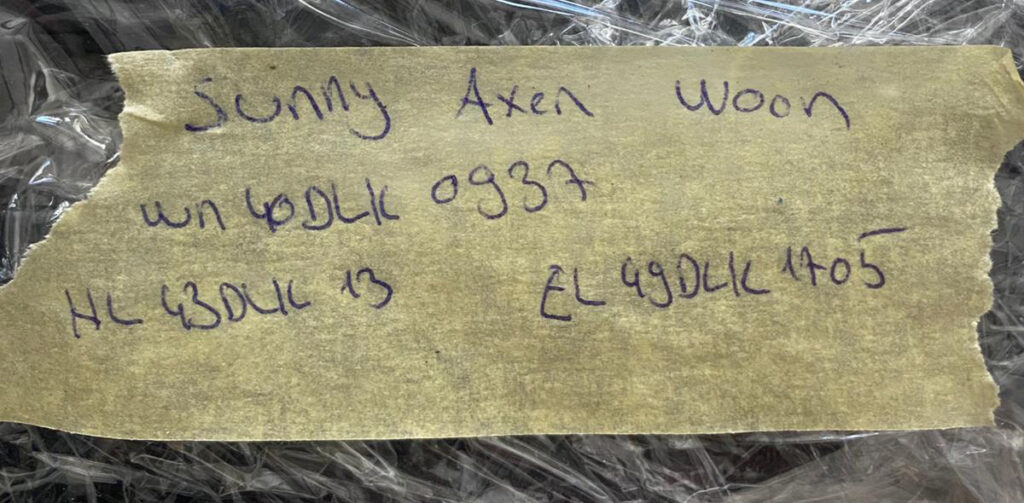 Sunny Axen Woon
wn 40DLK 0937
HL 43DLK 13 EL 49DLK 1705